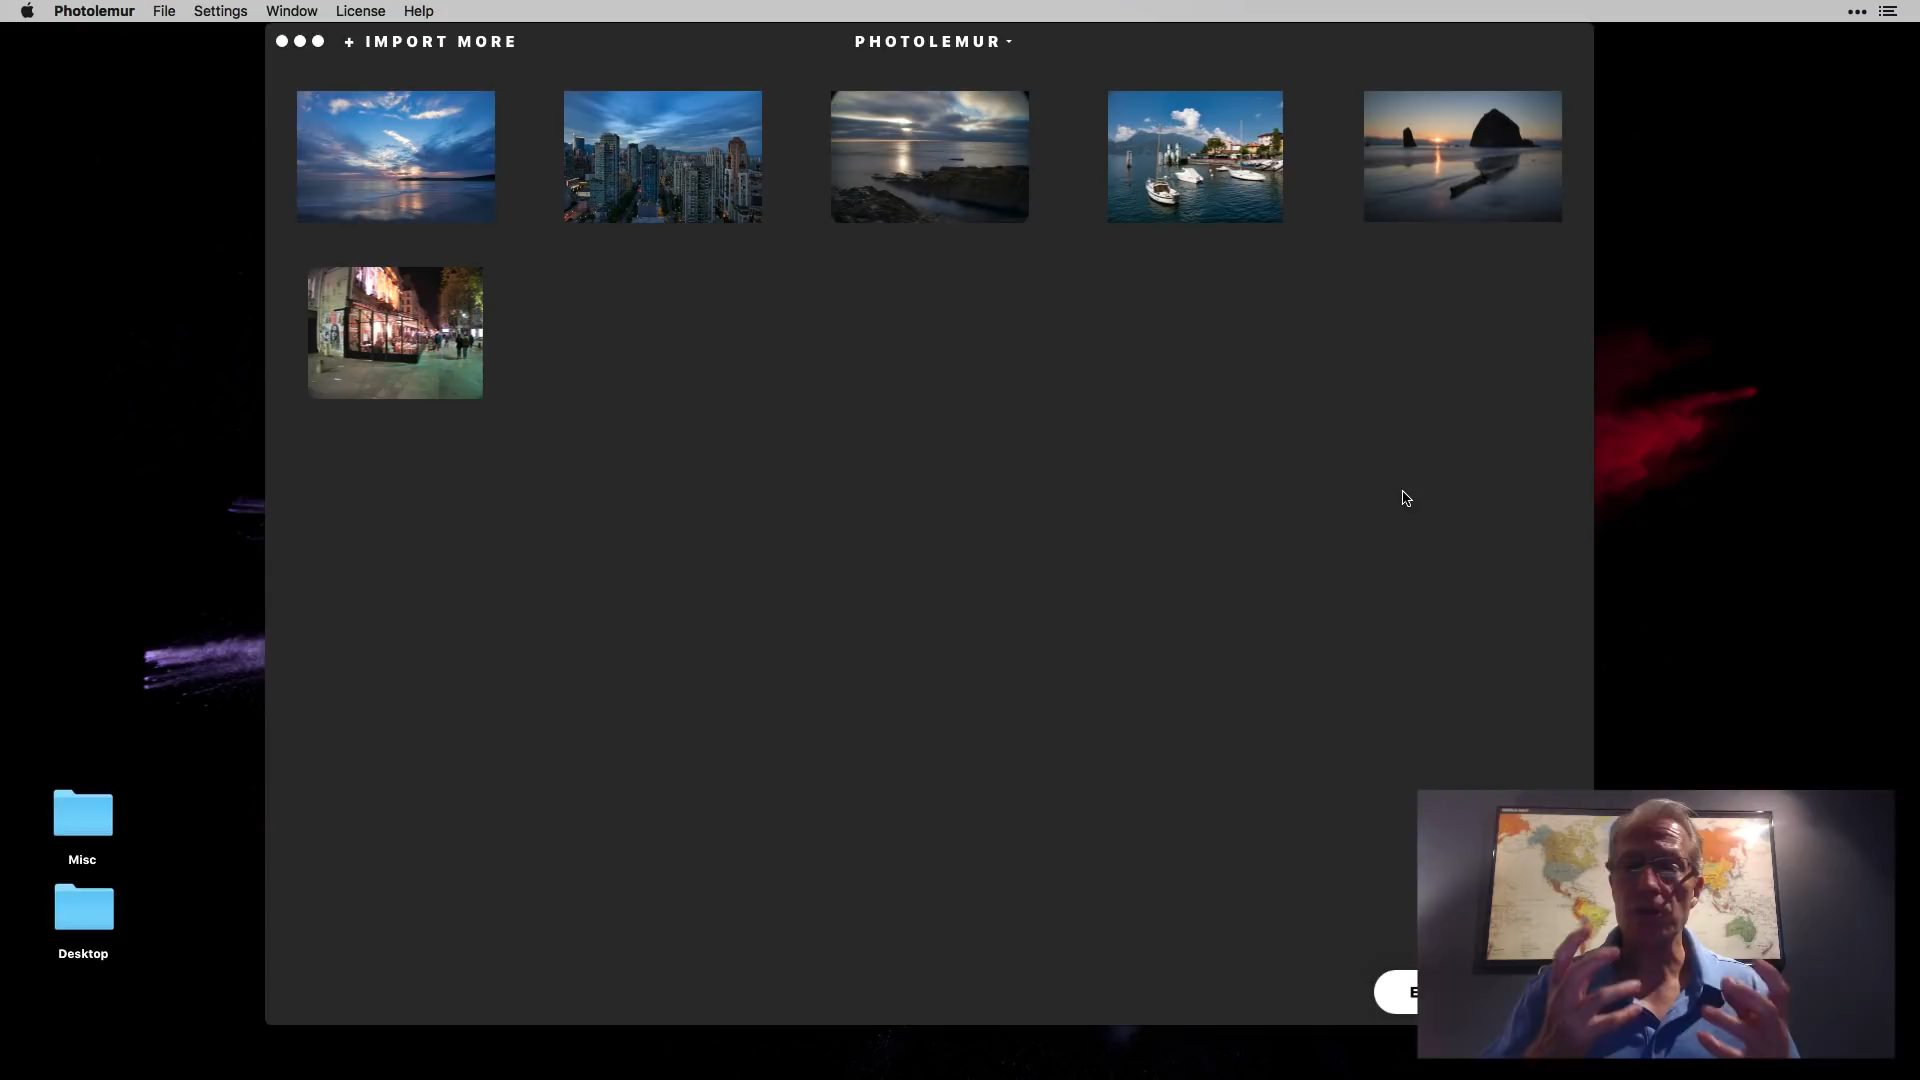 Photolemur File Settings Window License Help
+ IMPORT MORE
PHOTOLEMUR
Misc
Desktop